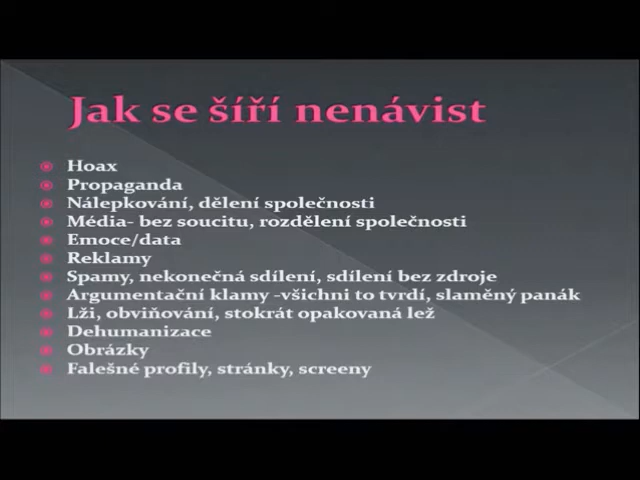 Jak se šíří nenávist
Hoax
Propaganda
Nálepkování, dělení společnosti
Média- bez soucitu, rozdělení společnosti
Emoce/data
Reklamy
Spamy, nekonečná sdílení, sdílení bez zdroje
Argumentační klamy -všichni to tvrdí, slaměný panák
Lži, obviňování, stokrát opakovaná lež
Dehumanizace
Obrázky
Falešné profily, stránky, screeny